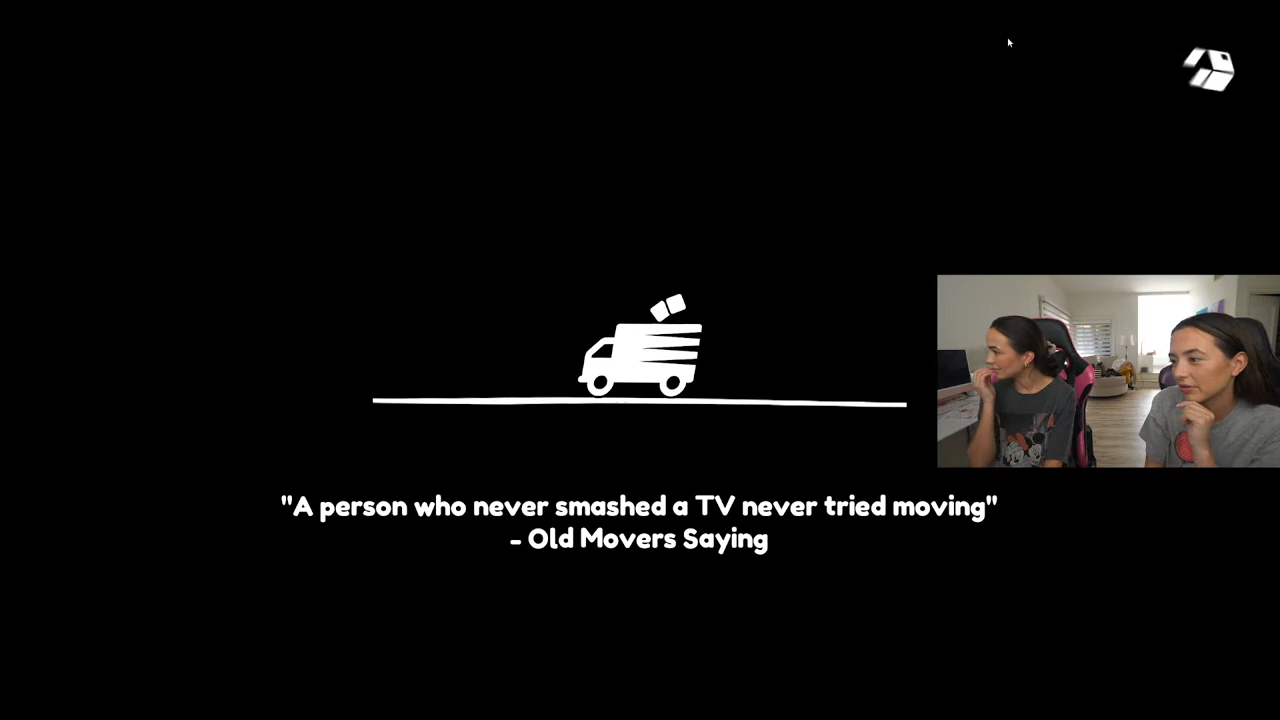 "A person who never smashed a TV never tried moving"
- Old Movers Saying